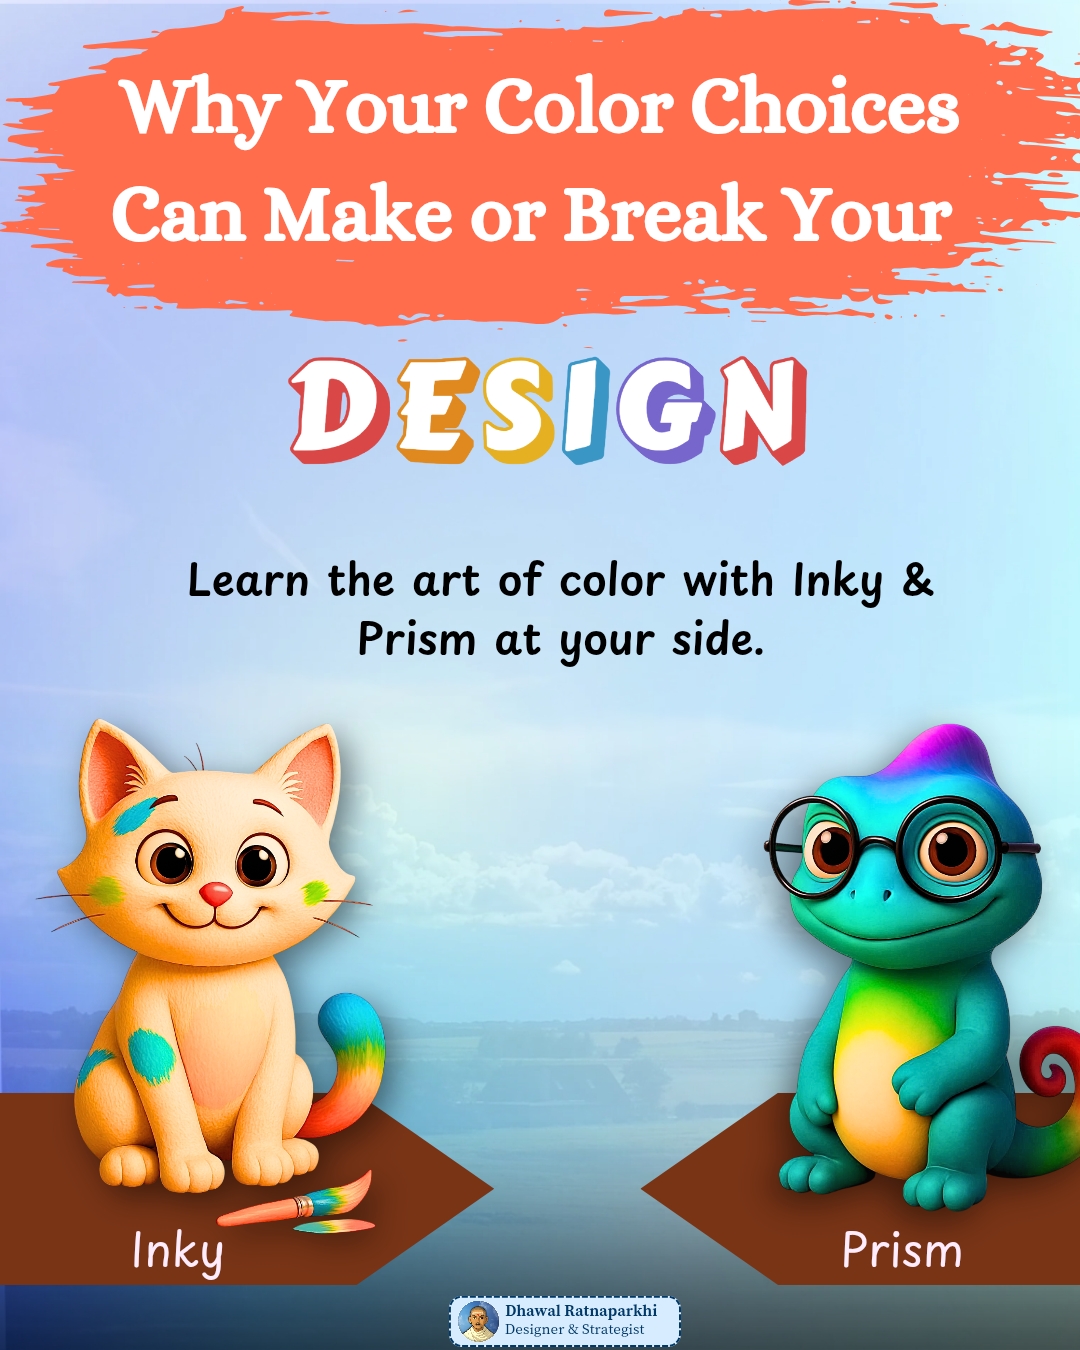 Why Your Color Choices
Can Make or Break Your
DESIGN
Learn the art of color with Inky &
Prism at your side.
Inky
Prism
Dhawal Ratnaparkhi
Designer & Strategist